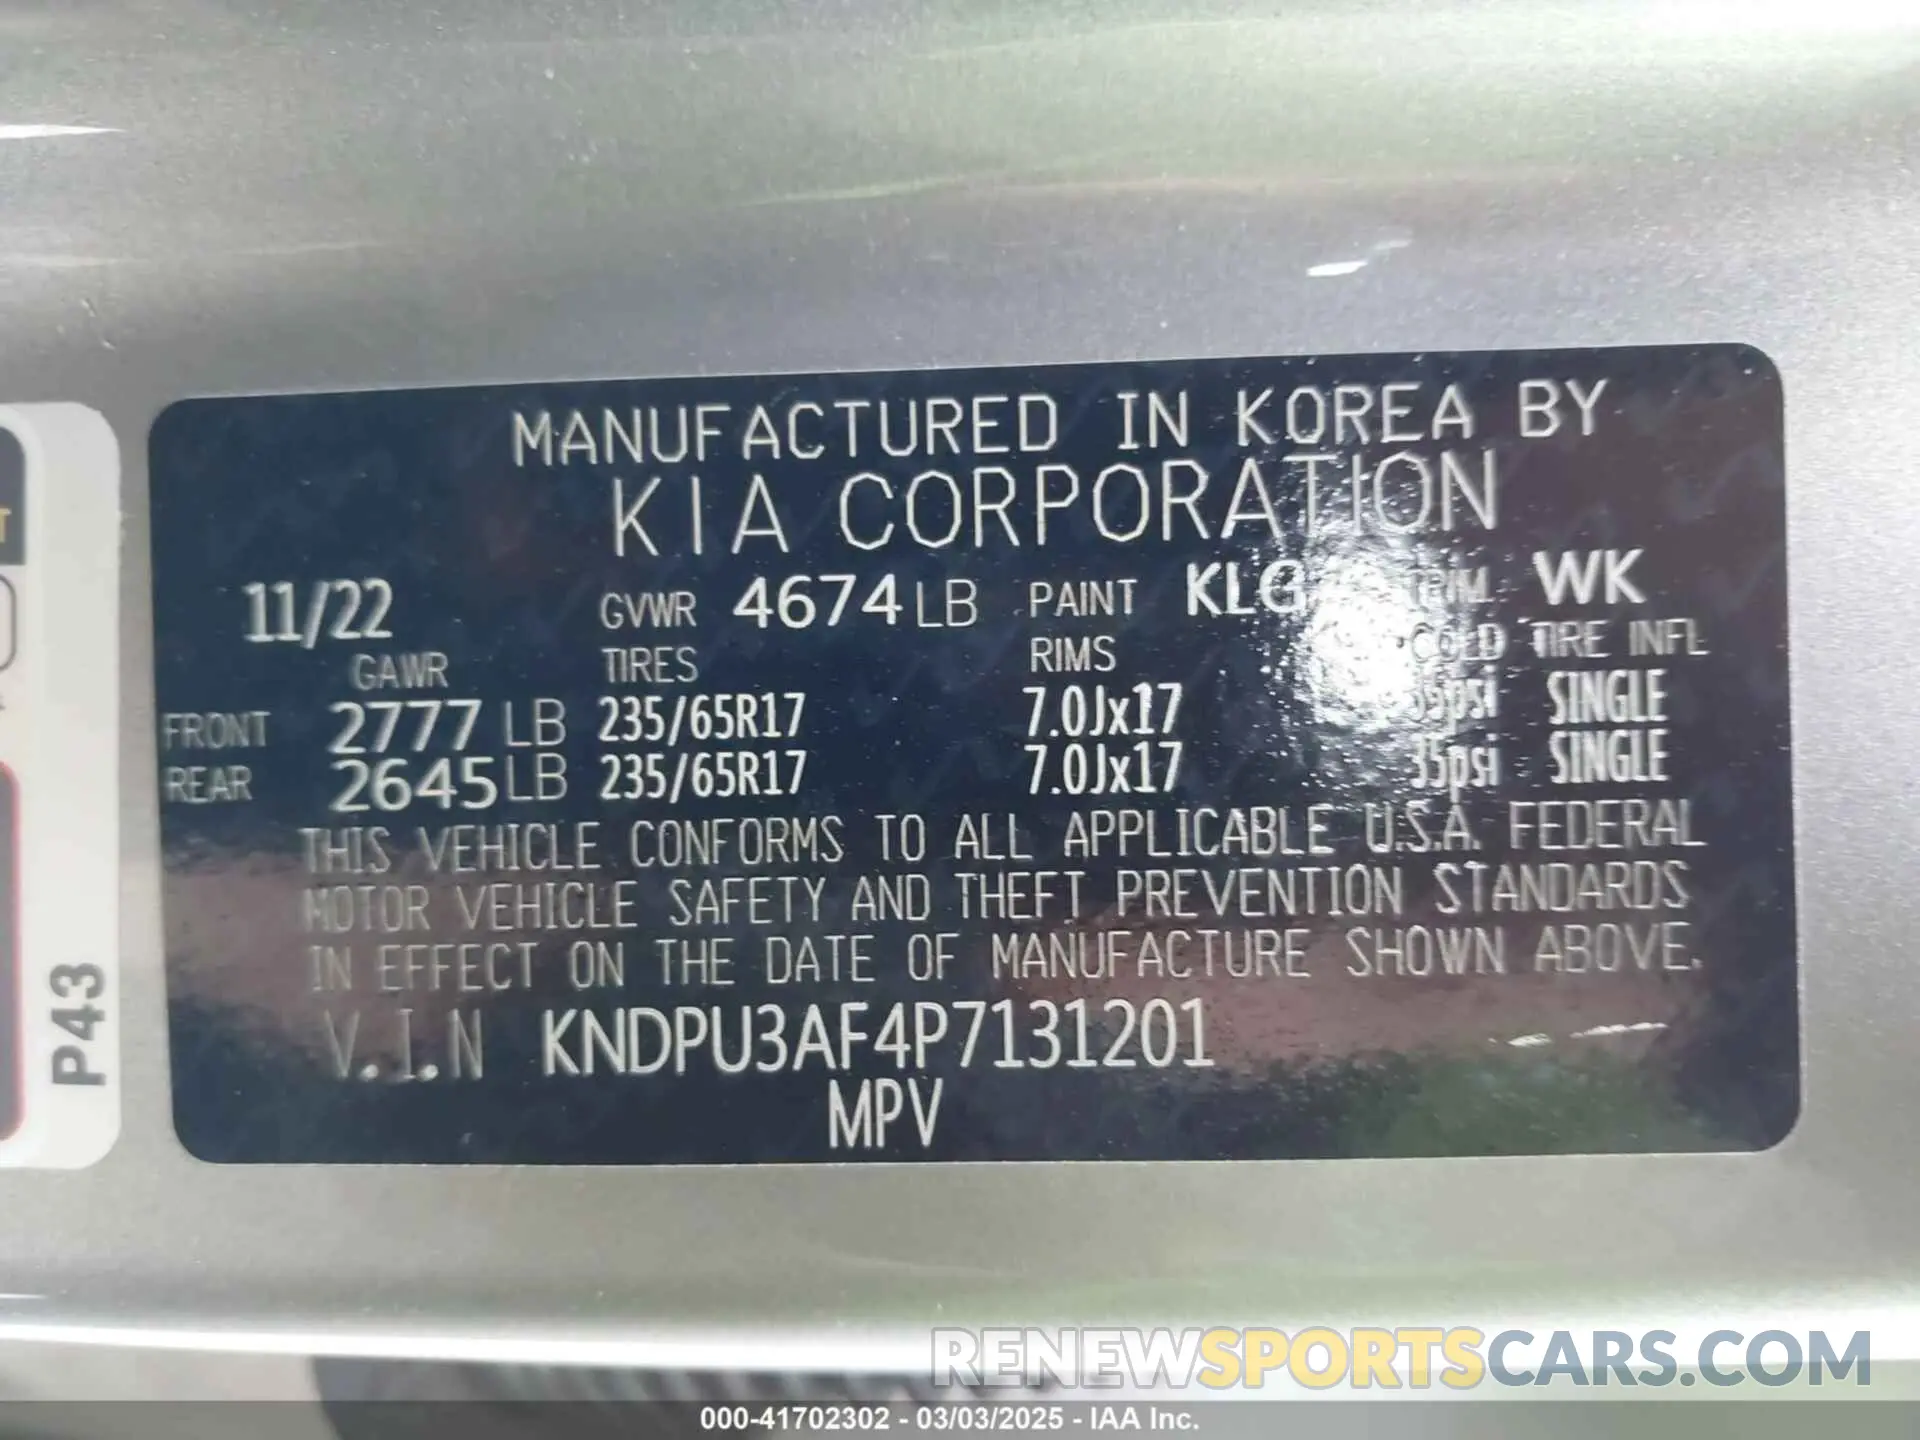 MANUFACTURED IN KOREA BY
KIA CORPORATION
11/22 GVWR 4674 LB PAINT KLG TRIM WK
GAWR TIRES RIMS COLD TIRE INFL
FRONT 2777 LB 235/65R17 7.0Jx17 35psi SINGLE
REAR 2645 LB 235/65R17 7.0Jx17 35psi SINGLE
THIS VEHICLE CONFORMS TO ALL APPLICABLE U.S.A. FEDERAL
MOTOR VEHICLE SAFETY AND THEFT PREVENTION STANDARDS
IN EFFECT ON THE DATE OF MANUFACTURE SHOWN ABOVE.
V.I.N KNDPU3AF4P7131201
MPV
P43
RENEWSPORTSCARS.COM
000-41702302 - 03/03/2025 - IAA Inc.